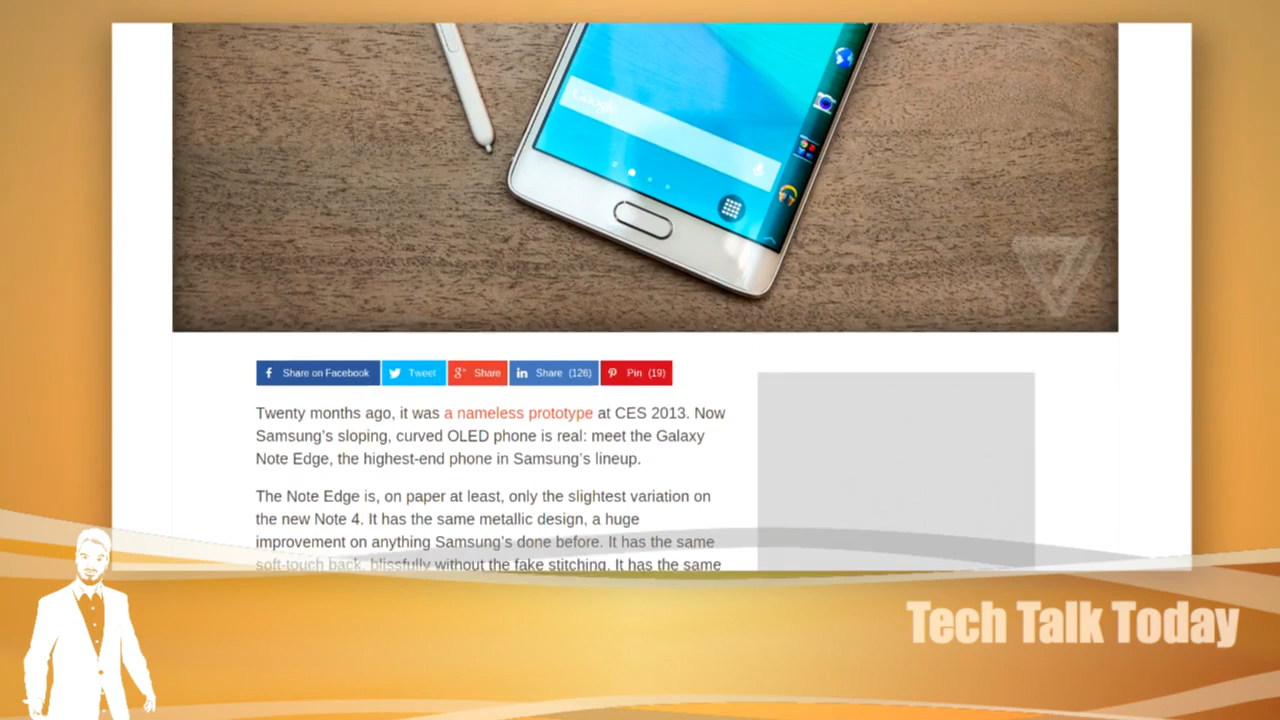 Google
Share on Facebook
Tweet
Share
Share (126)
Pin (19)
Twenty months ago, it was a nameless prototype at CES 2013. Now
Samsung's sloping, curved OLED phone is real: meet the Galaxy
Note Edge, the highest-end phone in Samsung's lineup.
The Note Edge is, on paper at least, only the slightest variation on
the new Note 4. It has the same metallic design, a huge
improvement on anything Samsung's done before. It has the same
soft-touch back, blissfully without the fake stitching. It has the same
Tech Talk Today